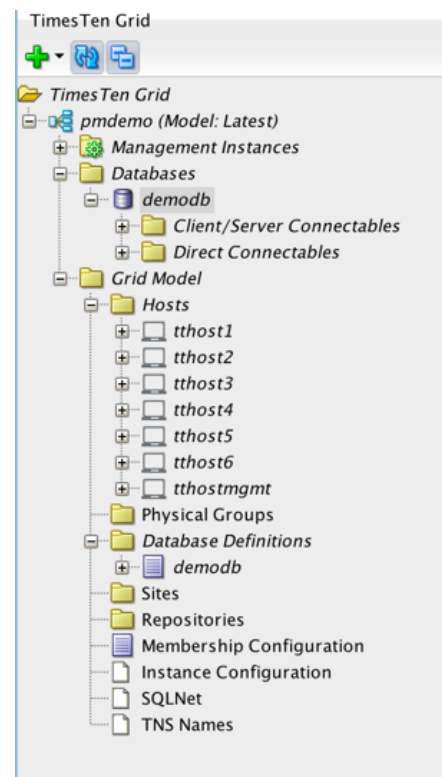 TimesTen Grid
TimesTen Grid
pmdemo (Model: Latest)
Management Instances
Databases
demodb
Client/Server Connectables
Direct Connectables
Grid Model
Hosts
tthost1
tthost2
tthost3
tthost4
tthost5
tthost6
tthostmgmt
Physical Groups
Database Definitions
demodb
Sites
Repositories
Membership Configuration
Instance Configuration
SQLNet
TNS Names